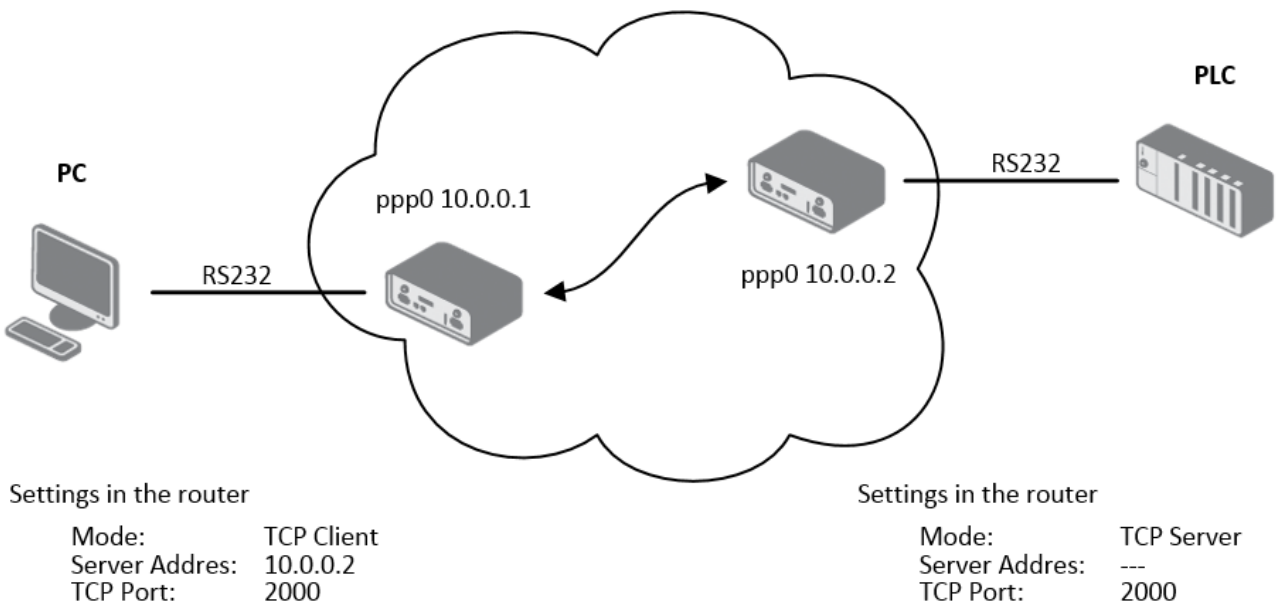 PLC
RS232
PC
ppp0 10.0.0.1
RS232
ppp0 10.0.0.2
Settings in the router
Mode: TCP Client
Server Addres: 10.0.0.2
TCP Port: 2000
Settings in the router
Mode: TCP Server
Server Addres: ---
TCP Port: 2000